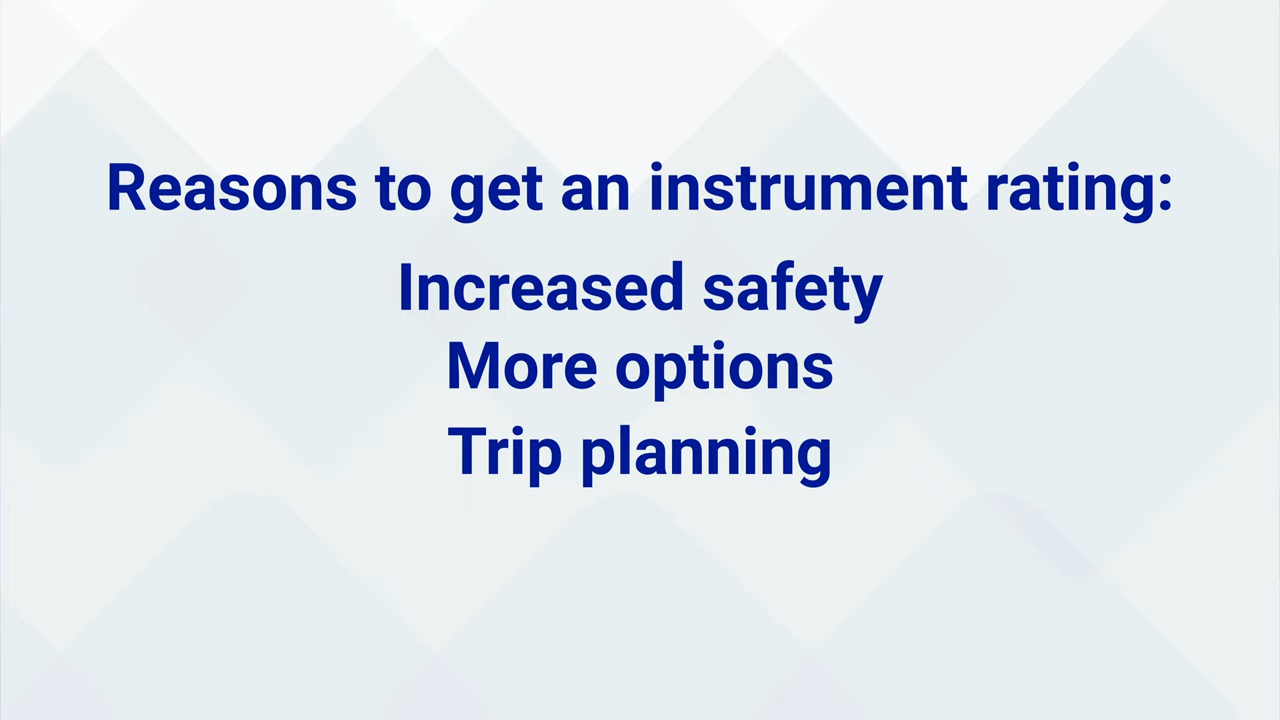 Reasons to get an instrument rating:
Increased safety
More options
Trip planning